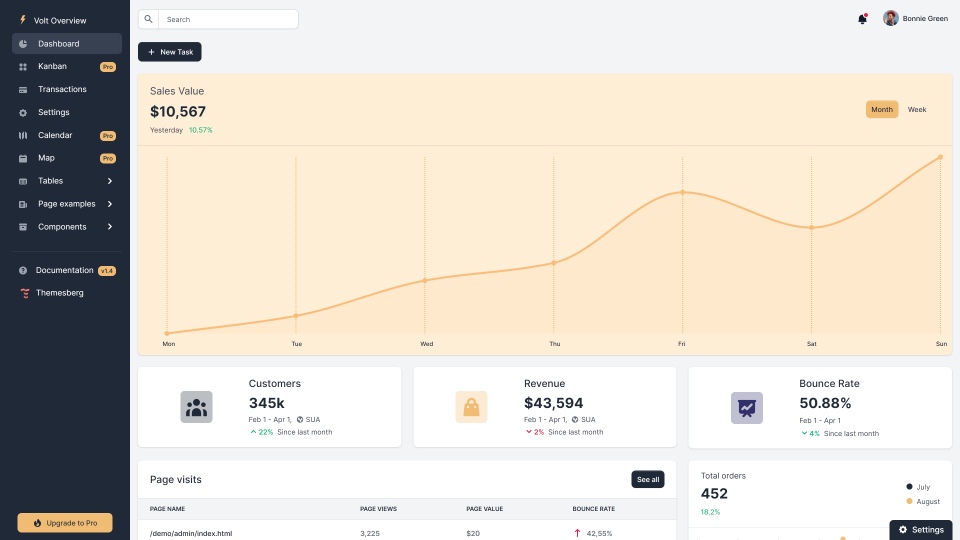 Volt Overview
Dashboard
Kanban Pro
Transactions
Settings
Calendar Pro
Map Pro
Tables
Page examples
Components
Documentation v1.4
Themesberg
Upgrade to Pro
Search
Bonnie Green
New Task
Sales Value
$10,567
Yesterday 10.57%
Month Week
Mon Tue Wed Thu Fri Sat Sun
Customers
345k
Feb 1 - Apr 1, SUA
22% Since last month
Revenue
$43,594
Feb 1 - Apr 1, SUA
2% Since last month
Bounce Rate
50.88%
Feb 1 - Apr 1
4% Since last month
Page visits
See all
PAGE NAME PAGE VIEWS PAGE VALUE BOUNCE RATE
/demo/admin/index.html 3,225 $20 42,55%
Total orders
452
18.2%
July
August
Settings